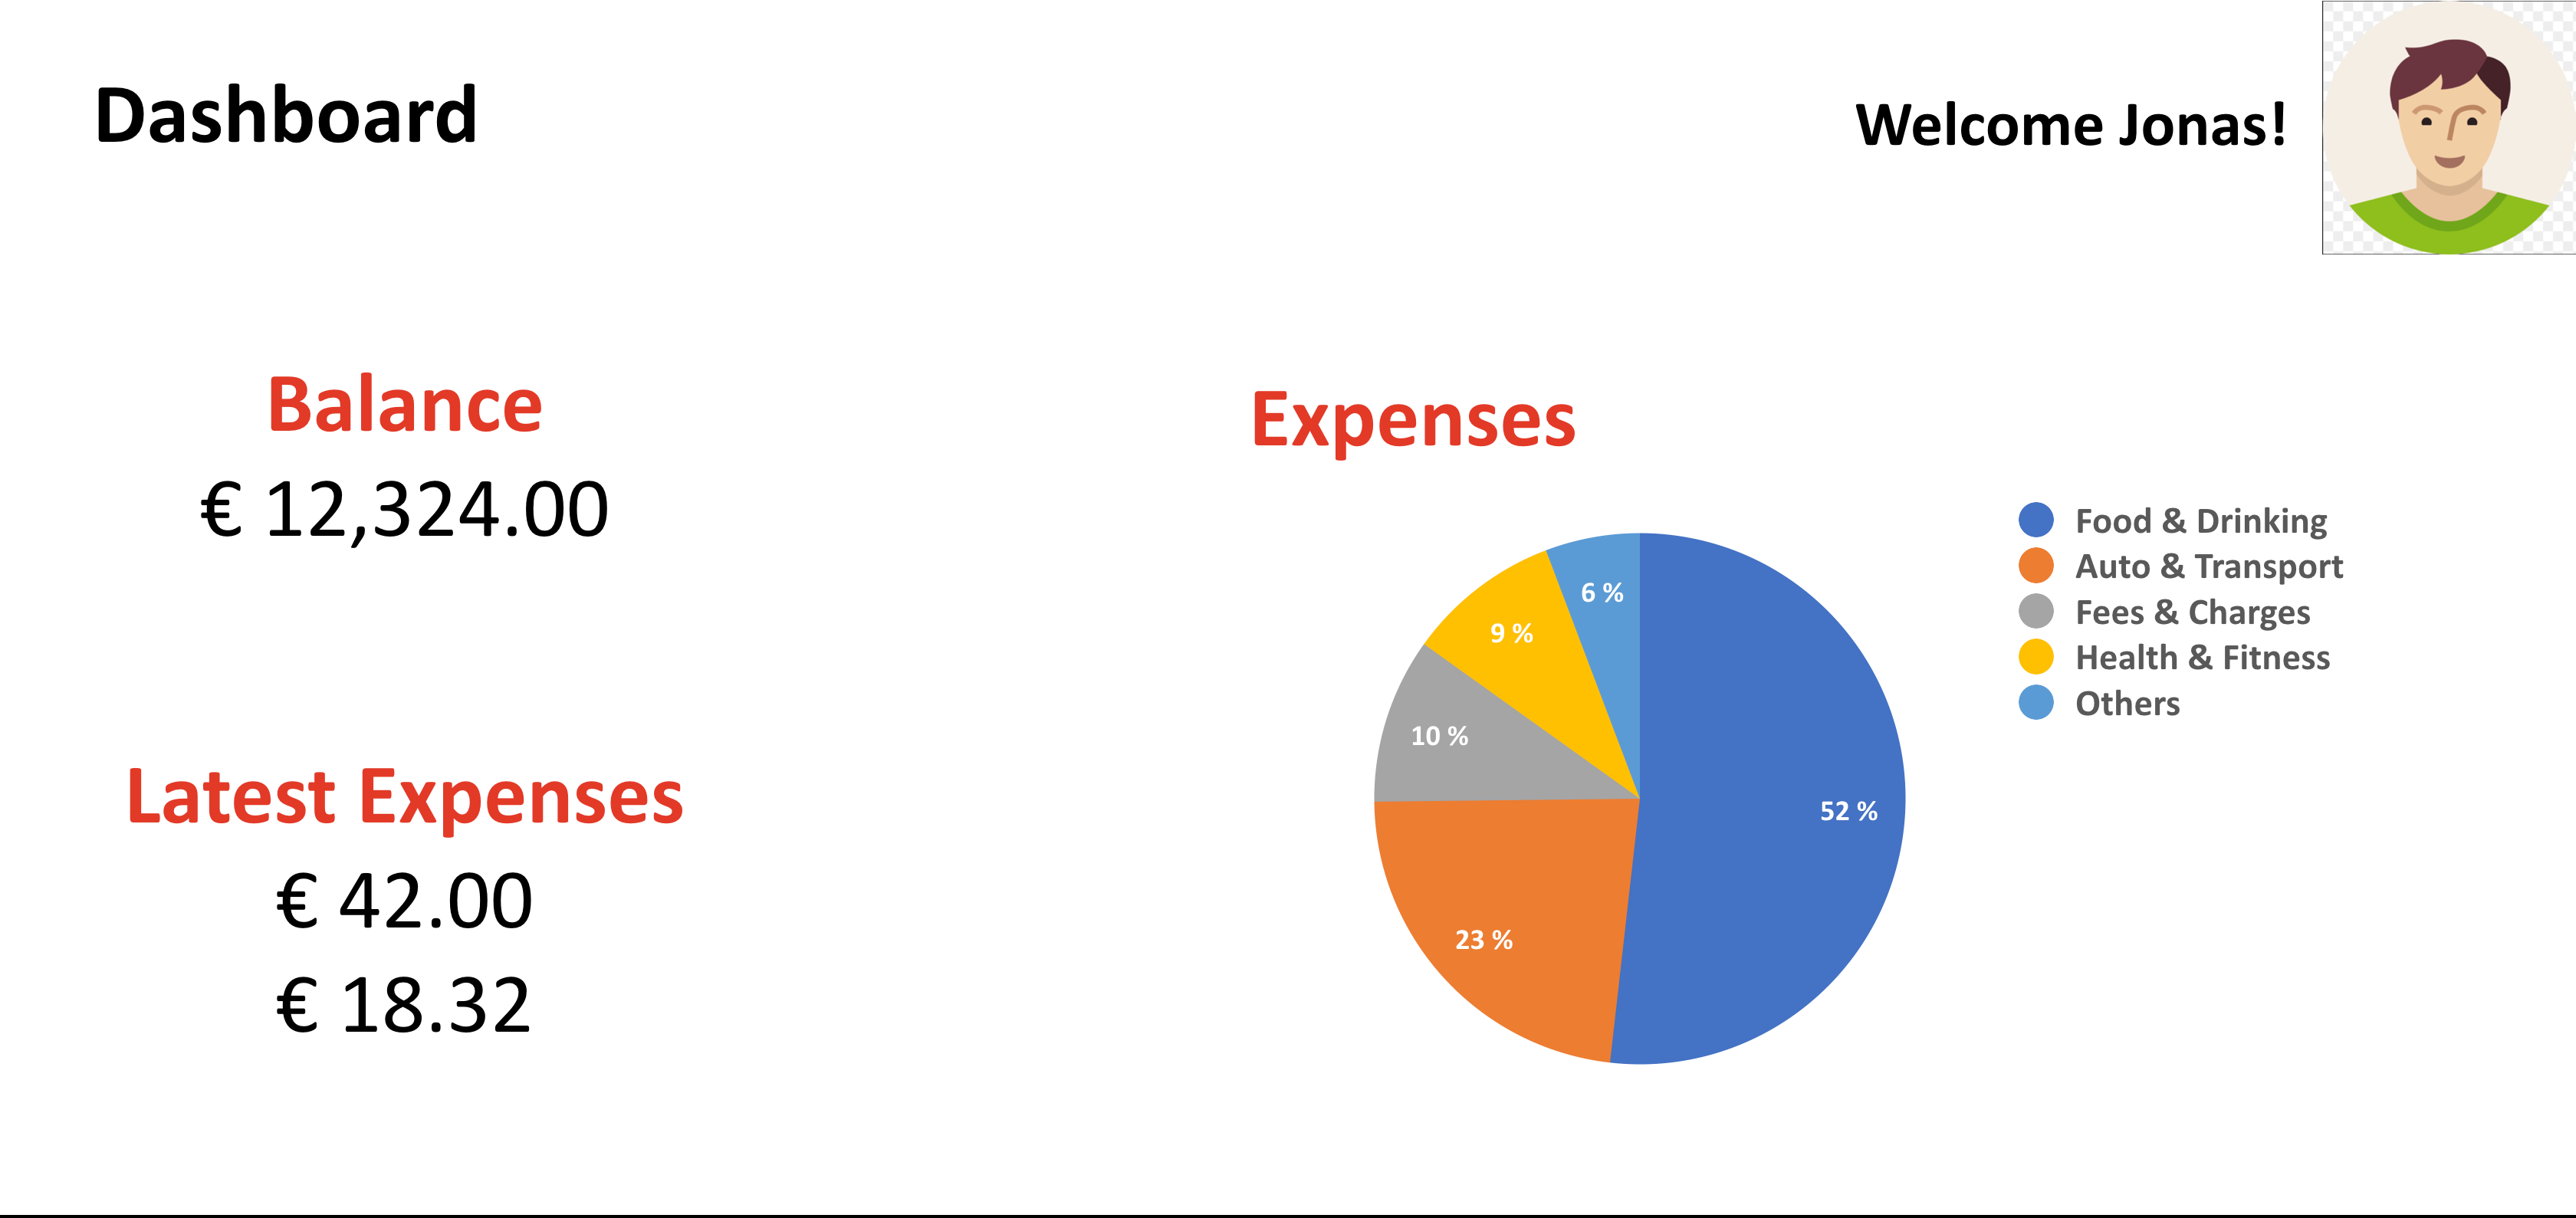 Dashboard
Welcome Jonas!
Balance
€ 12,324.00
Latest Expenses
€ 42.00
€ 18.32
Expenses
6 %
9 %
10 %
52 %
23 %
Food & Drinking
Auto & Transport
Fees & Charges
Health & Fitness
Others